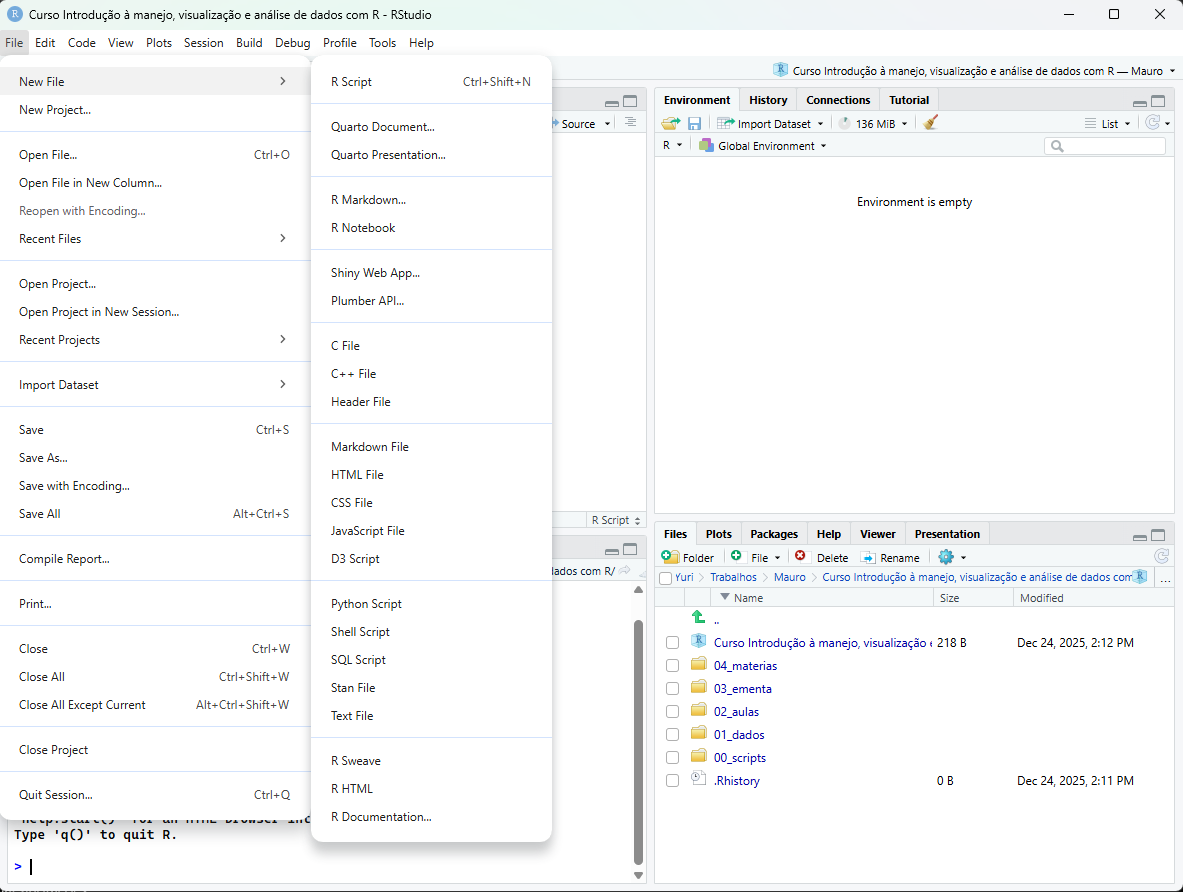 Curso Introdução à manejo, visualização e análise de dados com R - RStudio
File Edit Code View Plots Session Build Debug Profile Tools Help
Curso Introdução à manejo, visualização e análise de dados com R — Mauro
New File
New Project...
Open File... Ctrl+O
Open File in New Column...
Reopen with Encoding...
Recent Files
Open Project...
Open Project in New Session...
Recent Projects
Import Dataset
Save Ctrl+S
Save As...
Save with Encoding...
Save All Alt+Ctrl+S
Compile Report...
Print...
Close Ctrl+W
Close All Ctrl+Shift+W
Close All Except Current Alt+Ctrl+Shift+W
Close Project
Quit Session... Ctrl+Q
R Script Ctrl+Shift+N
Quarto Document...
Quarto Presentation...
R Markdown...
R Notebook
Shiny Web App...
Plumber API...
C File
C++ File
Header File
Markdown File
HTML File
CSS File
JavaScript File
D3 Script
Python Script
Shell Script
SQL Script
Stan File
Text File
R Sweave
R HTML
R Documentation...
Source
R Script
dados com R/
Type 'q()' to quit R.
>
Environment History Connections Tutorial
Import Dataset 136 MiB List
R Global Environment
Environment is empty
Files Plots Packages Help Viewer Presentation
Folder File Delete Rename
Yuri Trabalhos Mauro Curso Introdução à manejo, visualização e análise de dados com ...
Name Size Modified
..
Curso Introdução à manejo, visualização 218 B Dec 24, 2025, 2:12 PM
04_materias
03_ementa
02_aulas
01_dados
00_scripts
.Rhistory 0 B Dec 24, 2025, 2:11 PM